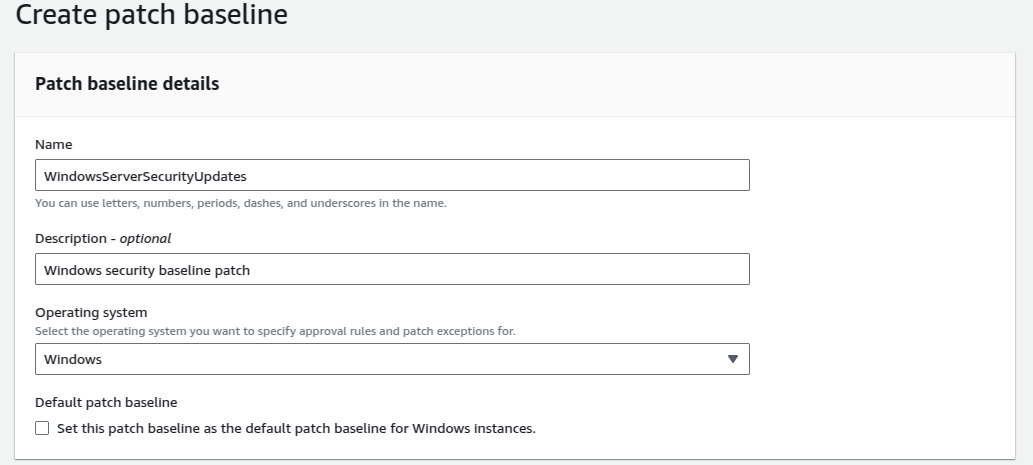 Create patch baseline
Patch baseline details
Name
WindowsServerSecurityUpdates
You can use letters, numbers, periods, dashes, and underscores in the name.
Description - optional
Windows security baseline patch
Operating system
Select the operating system you want to specify approval rules and patch exceptions for.
Windows
Default patch baseline
Set this patch baseline as the default patch baseline for Windows instances.